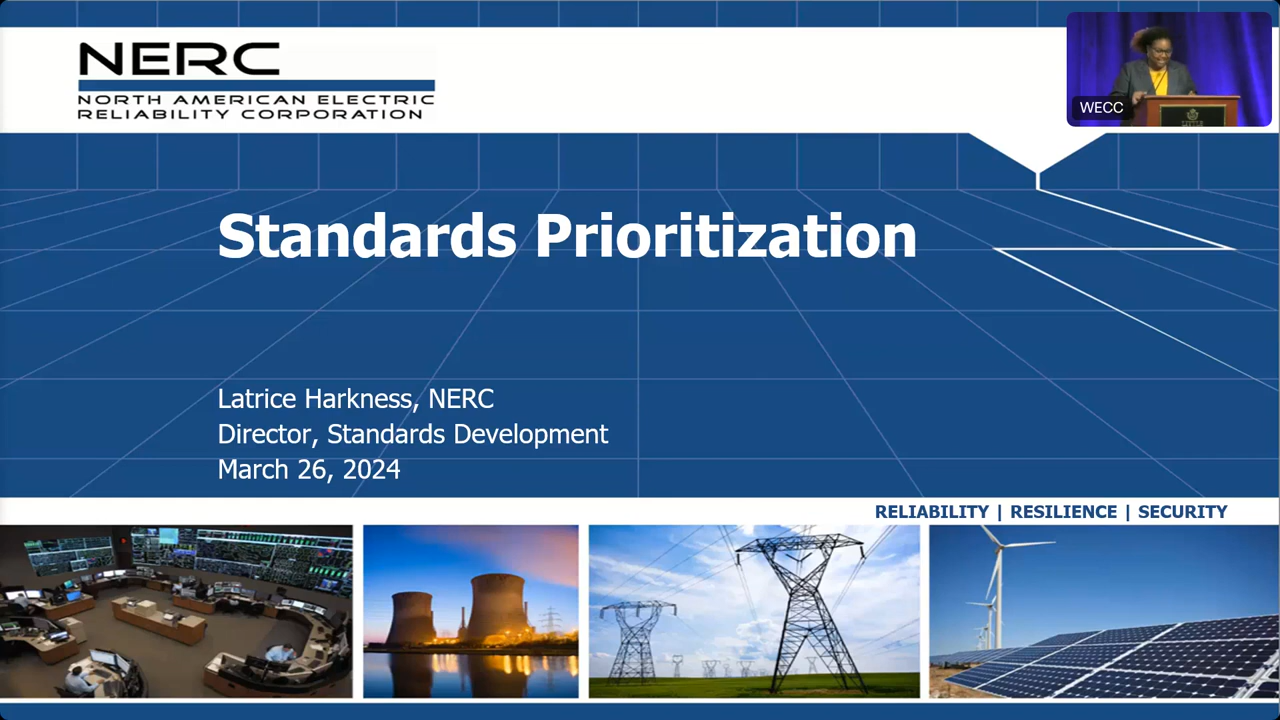 NERC
NORTH AMERICAN ELECTRIC
RELIABILITY CORPORATION
WECC
Standards Prioritization
Latrice Harkness, NERC
Director, Standards Development
March 26, 2024
RELIABILITY | RESILIENCE | SECURITY